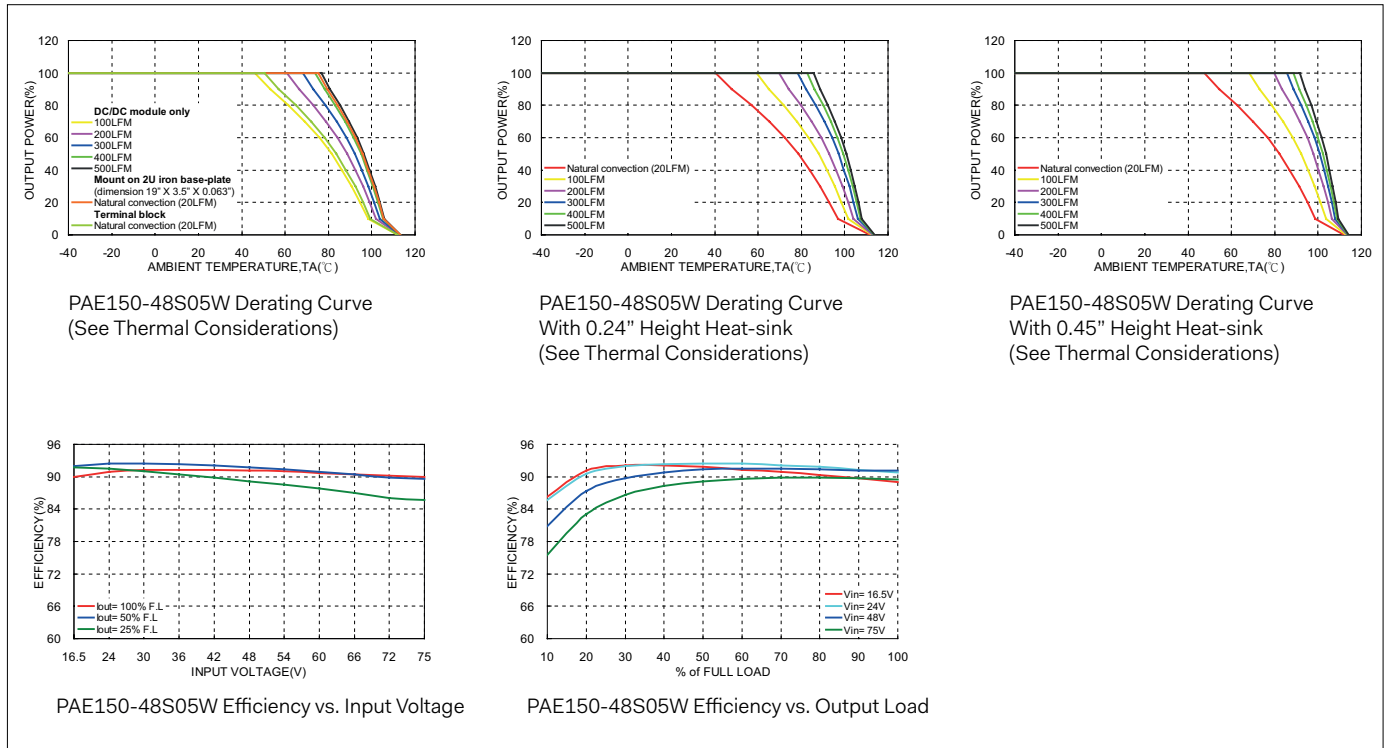 120
100
80
60
40
20
0
OUTPUT POWER(%)
DC/DC module only
100LFM
200LFM
300LFM
400LFM
500LFM
Mount on 2U iron base-plate
(dimension 19" X 3.5" X 0.063")
Natural convection (20LFM)
Terminal block
Natural convection (20LFM)
-40 -20 0 20 40 60 80 100 120
AMBIENT TEMPERATURE,TA(℃)
PAE150-48S05W Derating Curve
(See Thermal Considerations)
120
100
80
60
40
20
0
OUTPUT POWER(%)
Natural convection (20LFM)
100LFM
200LFM
300LFM
400LFM
500LFM
-40 -20 0 20 40 60 80 100 120
AMBIENT TEMPERATURE,TA(℃)
PAE150-48S05W Derating Curve
With 0.24” Height Heat-sink
(See Thermal Considerations)
120
100
80
60
40
20
0
OUTPUT POWER(%)
Natural convection (20LFM)
100LFM
200LFM
300LFM
400LFM
500LFM
-40 -20 0 20 40 60 80 100 120
AMBIENT TEMPERATURE,TA(℃)
PAE150-48S05W Derating Curve
With 0.45” Height Heat-sink
(See Thermal Considerations)
96
90
84
78
72
66
60
EFFICIENCY(%)
Iout= 100% F.L
Iout= 50% F.L
Iout= 25% F.L
16.5 24 30 36 42 48 54 60 66 72 75
INPUT VOLTAGE(V)
PAE150-48S05W Efficiency vs. Input Voltage
96
90
84
78
72
66
60
EFFICIENCY(%)
Vin= 16.5V
Vin= 24V
Vin= 48V
Vin= 75V
10 20 30 40 50 60 70 80 90 100
% of FULL LOAD
PAE150-48S05W Efficiency vs. Output Load